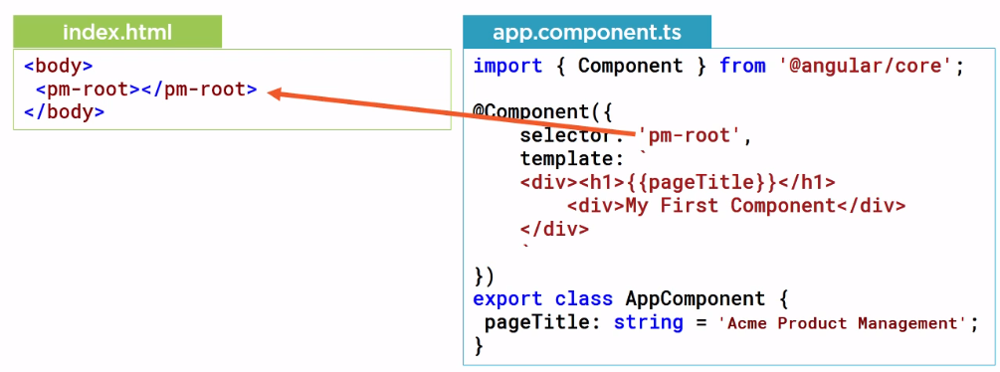 index.html
<body>
<pm-root></pm-root>
</body>
app.component.ts
import { Component } from '@angular/core';
@Component({
selector: 'pm-root',
template: `
<div><h1>{{pageTitle}}</h1>
<div>My First Component</div>
</div>
`
})
export class AppComponent {
pageTitle: string = 'Acme Product Management';
}